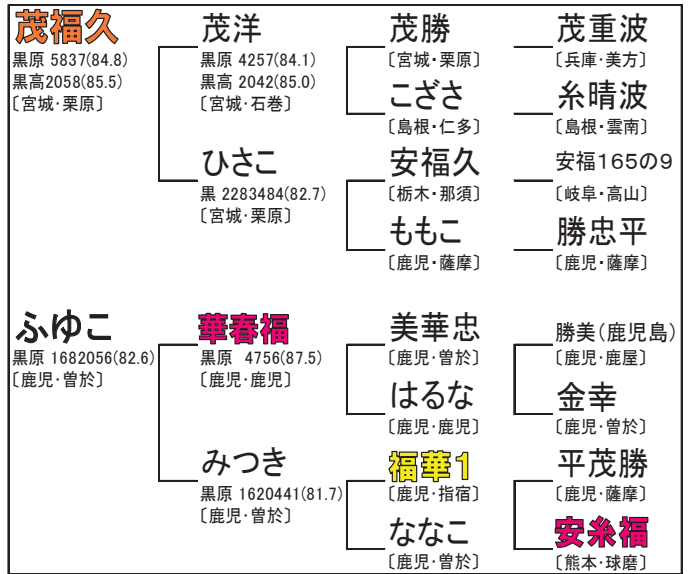 茂福久
黒原 5837(84.8)
黒高2058(85.5)
〔宮城・栗原〕
茂洋
黒原 4257(84.1)
黒高 2042(85.0)
〔宮城・石巻〕
茂勝
〔宮城・栗原〕
茂重波
〔兵庫・美方〕
こざさ
〔島根・仁多〕
糸晴波
〔島根・雲南〕
ひさこ
黒 2283484(82.7)
〔宮城・栗原〕
安福久
〔栃木・那須〕
安福165の9
〔岐阜・高山〕
ももこ
〔鹿児・薩摩〕
勝忠平
〔鹿児・薩摩〕
ふゆこ
黒原 1682056(82.6)
〔鹿児・曽於〕
華春福
黒原 4756(87.5)
〔鹿児・鹿児〕
美華忠
〔鹿児・曽於〕
勝美(鹿児島)
〔鹿児・鹿屋〕
はるな
〔鹿児・鹿児〕
金幸
〔鹿児・曽於〕
みつき
黒原 1620441(81.7)
〔鹿児・曽於〕
福華1
〔鹿児・指宿〕
平茂勝
〔鹿児・薩摩〕
ななこ
〔鹿児・曽於〕
安糸福
〔熊本・球磨〕